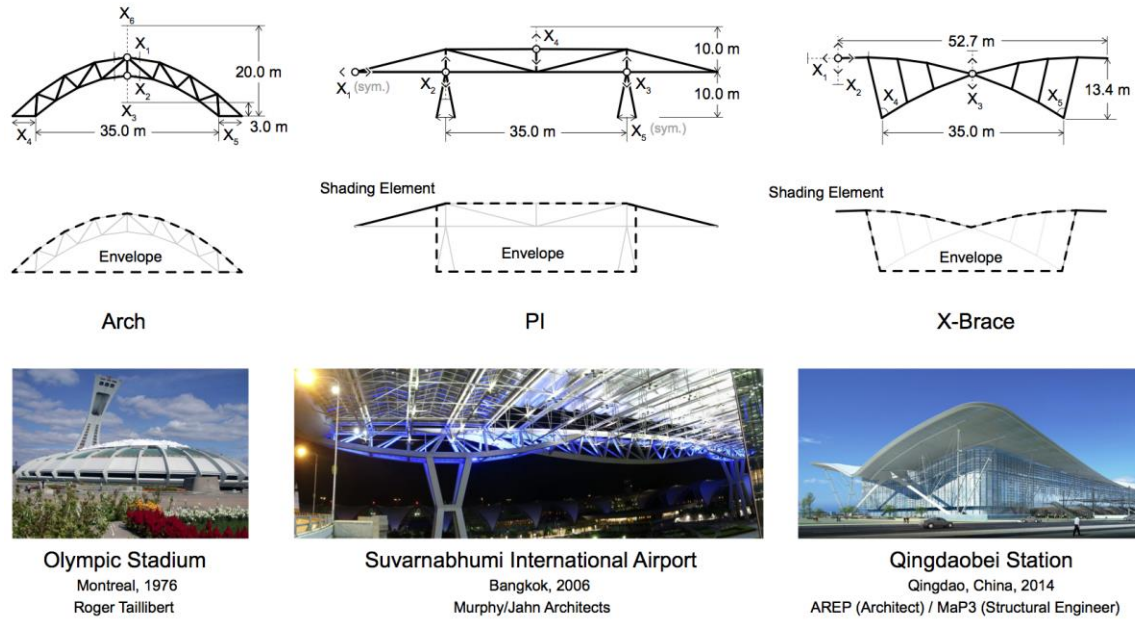 X6
X1
20.0 m
X2
X3
X4
35.0 m
X5
3.0 m
X4
10.0 m
X1 (sym.)
X2
X3
10.0 m
35.0 m
X5 (sym.)
52.7 m
X1
X2
X4
X3
X5
13.4 m
35.0 m
Envelope
Shading Element
Envelope
Shading Element
Envelope
Arch
PI
X-Brace
Olympic Stadium
Montreal, 1976
Roger Taillibert
Suvarnabhumi International Airport
Bangkok, 2006
Murphy/Jahn Architects
Qingdaobei Station
Qingdao, China, 2014
AREP (Architect) / MaP3 (Structural Engineer)